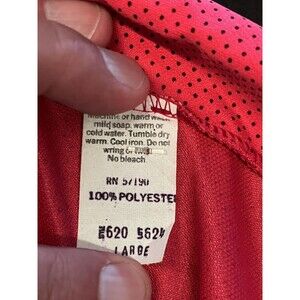 Machine or hand wash
mild soap, warm or
cold water. Tumble dry
warm. Cool iron. Do not
wring
No bleach
RN 57190
100% POLYESTER
620 5624
LARGE